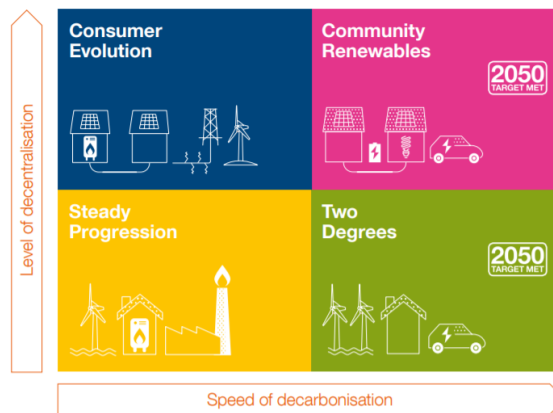 Consumer
Evolution
Community
Renewables
2050
TARGET MET
Steady
Progression
Two
Degrees
2050
TARGET MET
Level of decentralisation
Speed of decarbonisation